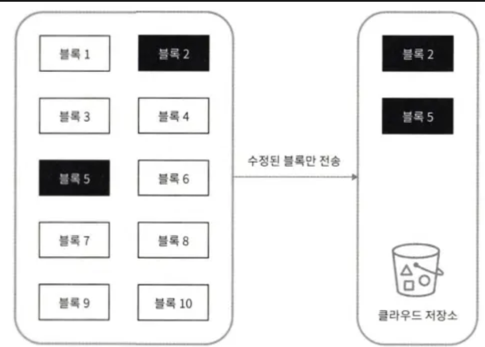 블록 1
블록 2
블록 3
블록 4
블록 5
블록 6
블록 7
블록 8
블록 9
블록 10
수정된 블록만 전송
블록 2
블록 5
클라우드 저장소